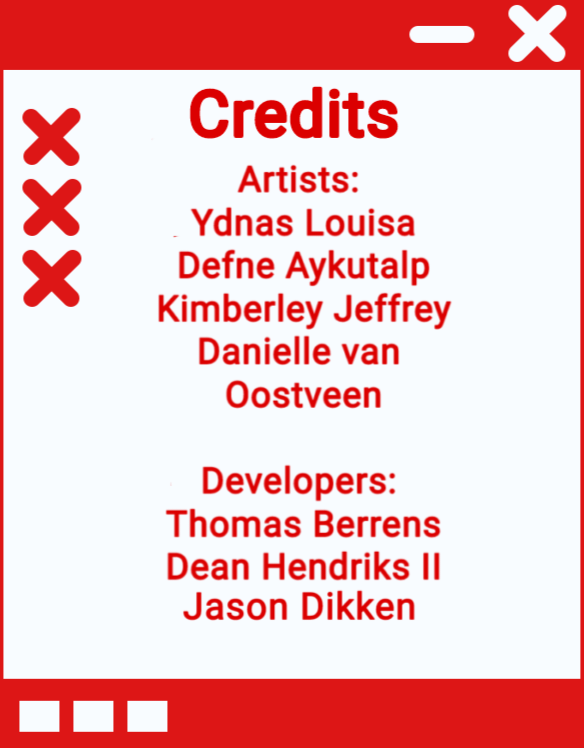 Credits
Artists:
Ydnas Louisa
Defne Aykutalp
Kimberley Jeffrey
Danielle van
Oostveen
Developers:
Thomas Berrens
Dean Hendriks II
Jason Dikken